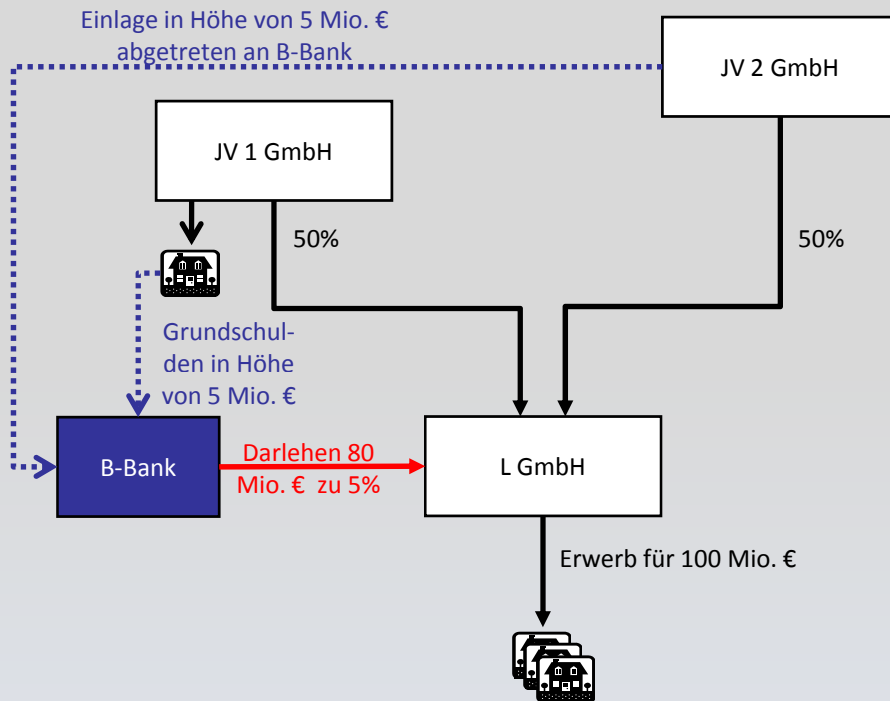 Einlage in Höhe von 5 Mio. €
abgetreten an B-Bank
JV 2 GmbH
JV 1 GmbH
50%
50%
Grundschul-
den in Höhe
von 5 Mio. €
B-Bank
Darlehen 80
Mio. € zu 5%
L GmbH
Erwerb für 100 Mio. €